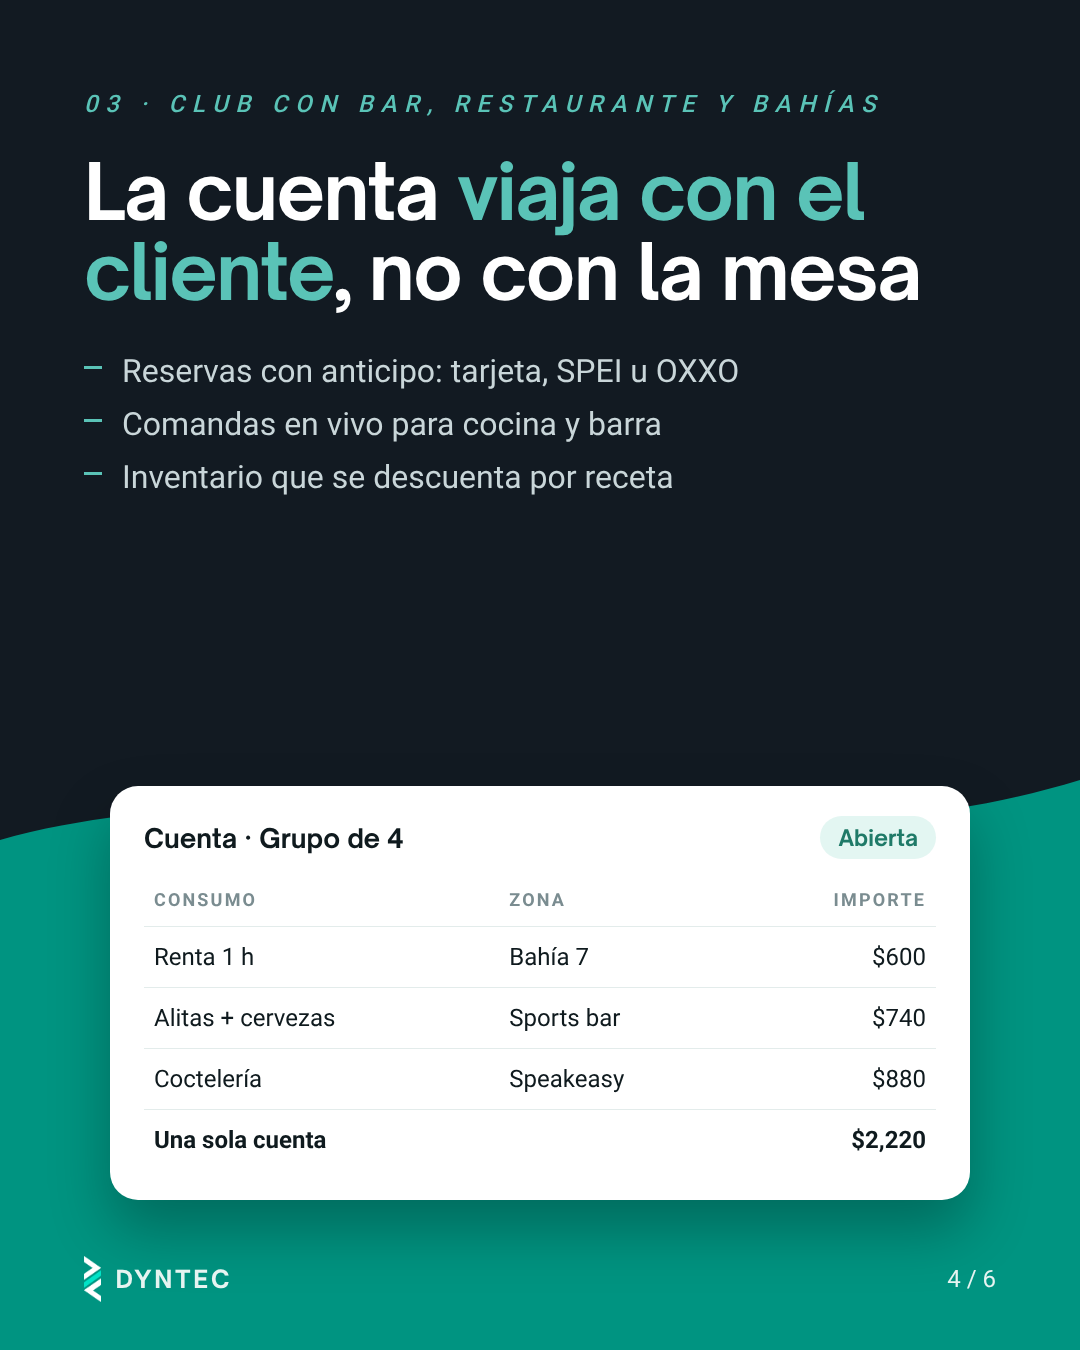 03 · CLUB CON BAR, RESTAURANTE Y BAHÍAS
La cuenta viaja con el
cliente, no con la mesa
– Reservas con anticipo: tarjeta, SPEI u OXXO
– Comandas en vivo para cocina y barra
– Inventario que se descuenta por receta
Cuenta · Grupo de 4 Abierta
CONSUMO ZONA IMPORTE
Renta 1 h Bahía 7 $600
Alitas + cervezas Sports bar $740
Coctelería Speakeasy $880
Una sola cuenta $2,220
DYNTEC 4 / 6